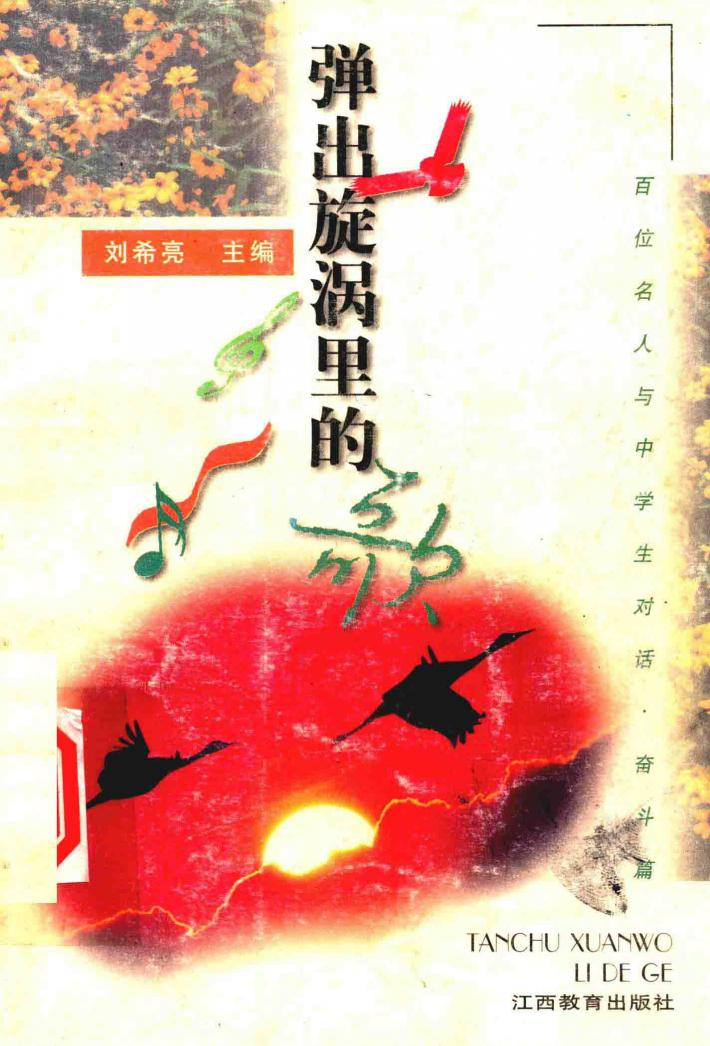 弹出旋涡里的
歌
刘希亮 主编
百位名人与中学生对话·奋斗篇
TANCHU XUANWO
LI DE GE
江西教育出版社